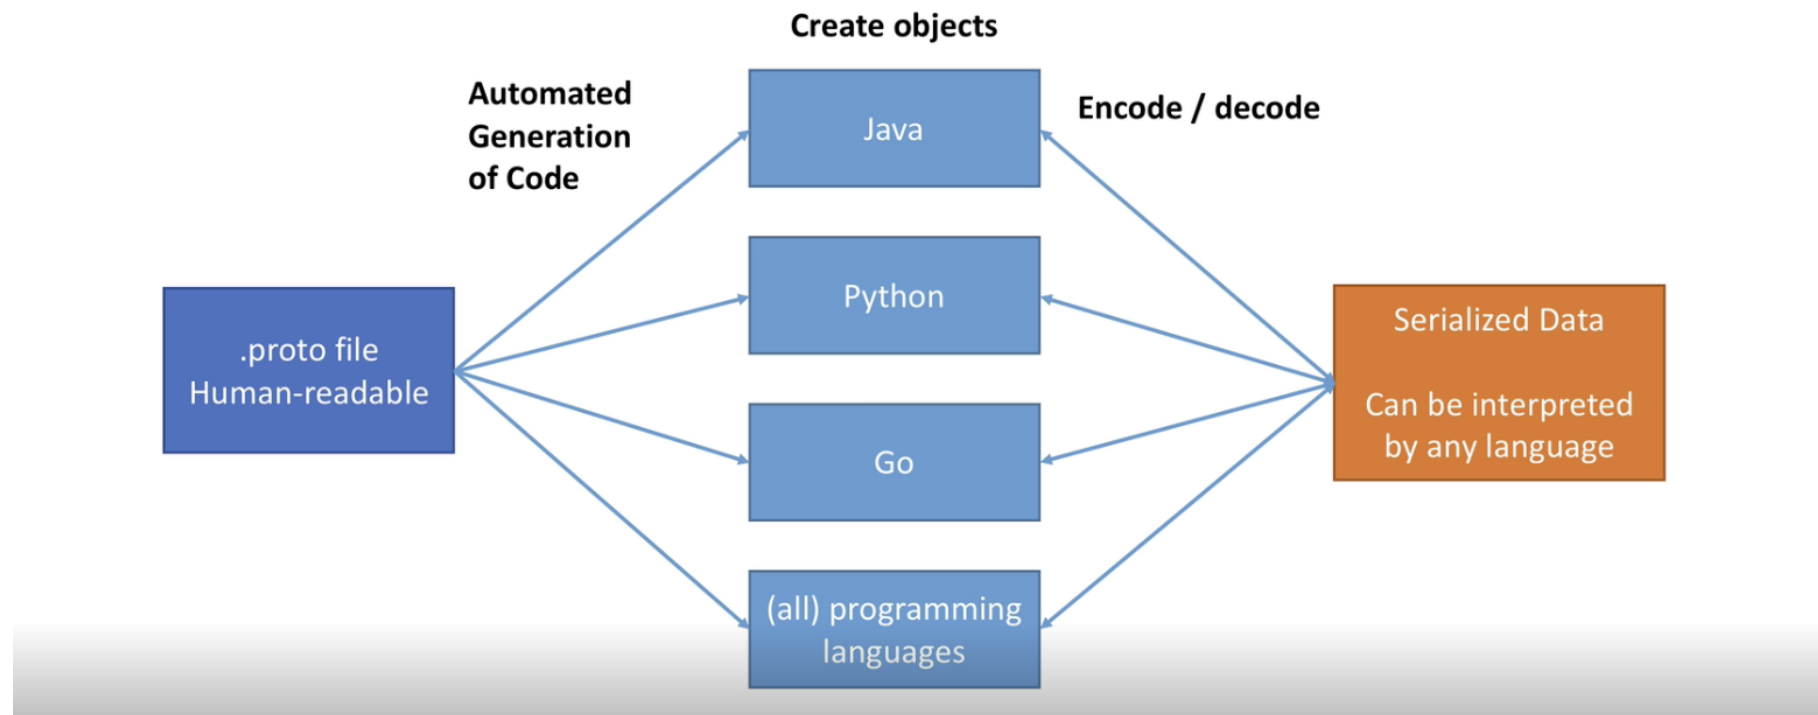 Create objects
Automated
Generation
of Code
Encode / decode
Java
Python
Go
(all) programming
languages
.proto file
Human-readable
Serialized Data
Can be interpreted
by any language